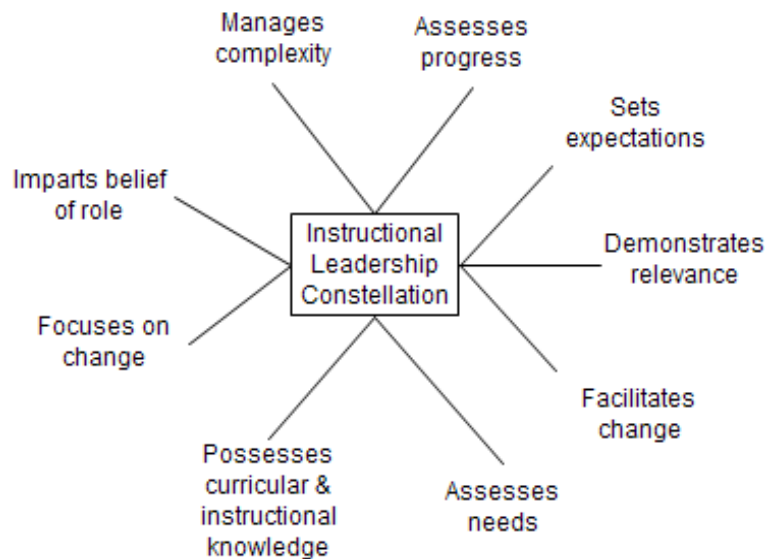 Manages
complexity
Assesses
progress
Sets
expectations
Imparts belief
of role
Instructional
Leadership
Constellation
Demonstrates
relevance
Focuses on
change
Facilitates
change
Possesses
curricular &
instructional
knowledge
Assesses
needs